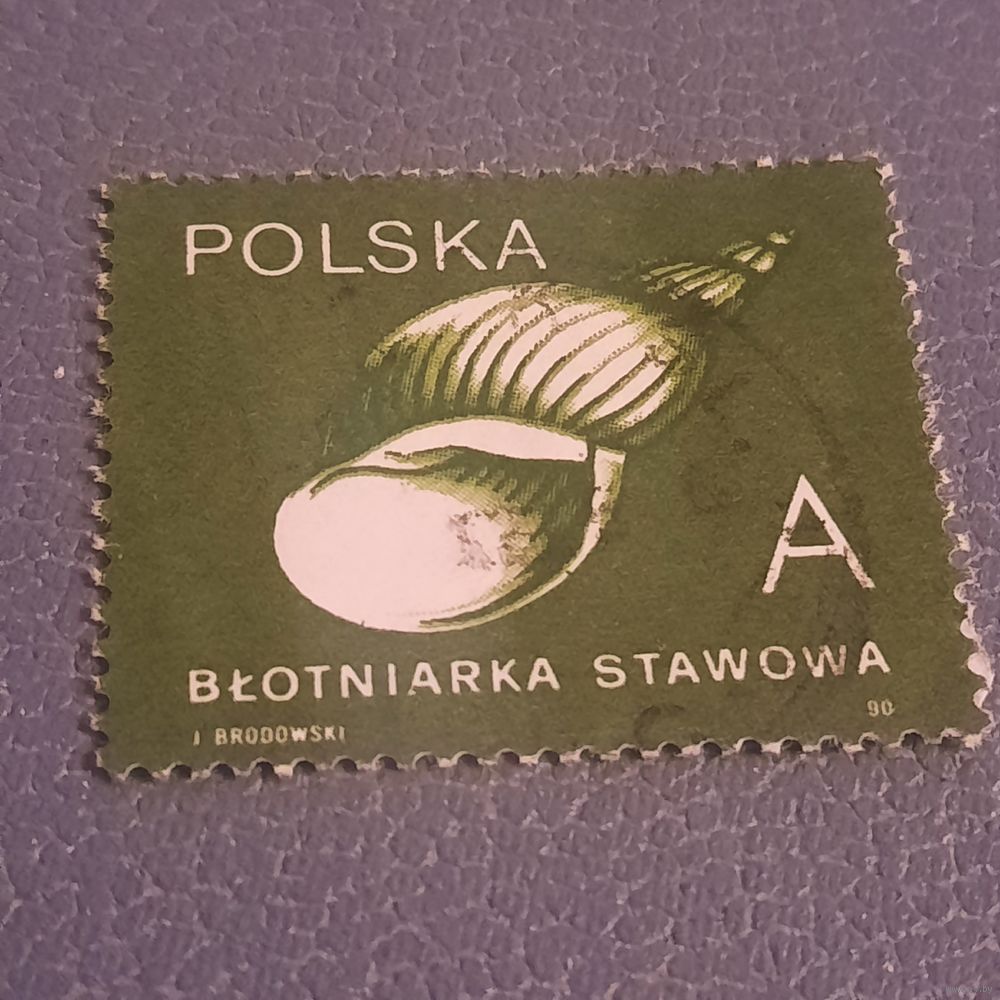 POLSKA
A
BŁOTNIARKA STAWOWA
J BRODOWSKI
90